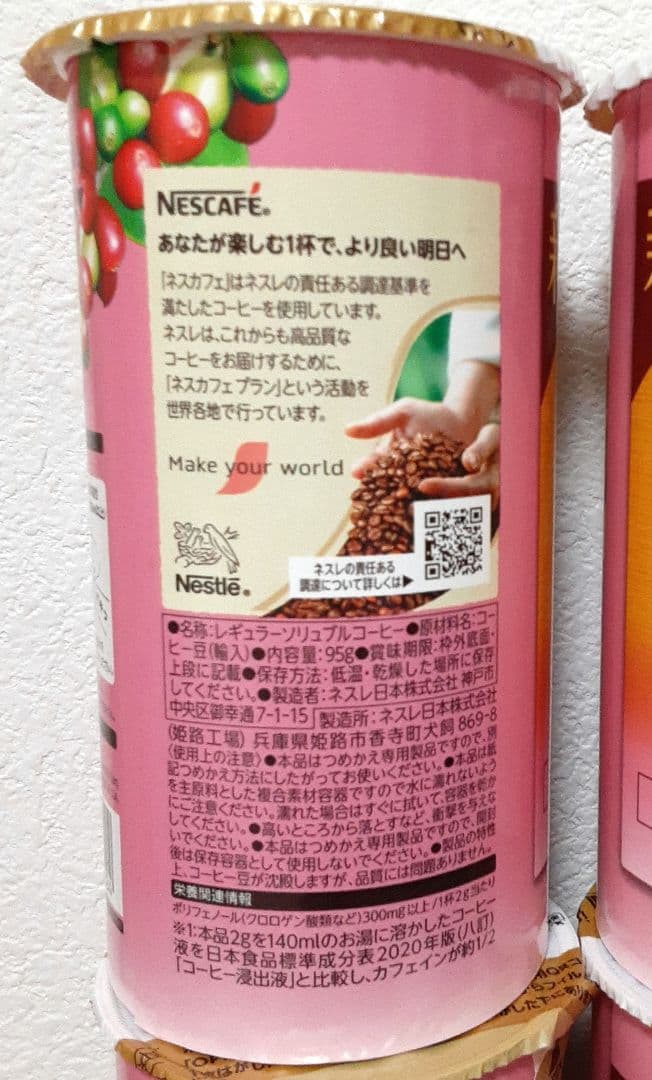 NESCAFÉ®
あなたが楽しむ1杯で、より良い明日へ
「ネスカフェ」はネスレの責任ある調達基準を
満たしたコーヒーを使用しています。
ネスレは、これからも高品質な
コーヒーをお届けするために、
「ネスカフェ プラン」という活動を
世界各地で行っています。
Make your world
Nestlé®
ネスレの責任ある
調達について詳しくは▶
●名称:レギュラーソリュブルコーヒー●原材料名:コー
ヒー豆(輸入)●内容量:95g●賞味期限:枠外底面・
上段に記載●保存方法:低温・乾燥した場所に保存
してください。●製造者:ネスレ日本株式会社 神戸市
中央区御幸通7-1-15 製造所:ネスレ日本株式会社
(姫路工場) 兵庫県姫路市香寺町犬飼 869-8
〈使用上の注意〉●本品はつめかえ専用製品ですので、別
記つめかえ方法にしたがってお使いください。●本品は紙
を主原料とした複合素材容器ですので水に濡れないよう
にご注意ください。濡れた場合はすぐに拭いて、容器を乾か
してください。●高いところから落とすなど、衝撃を与えな
いでください。●本品はつめかえ専用製品ですので、開封
後は保存容器として使用しないでください。●製品の特性
上、コーヒー豆が沈殿しますが、品質には問題ありません。
栄養関連情報
ポリフェノール(クロロゲン酸類など)300mg以上/1杯2g当たり
※1:本品2gを140mlのお湯に溶かしたコーヒー
液を日本食品標準成分表2020年版(八訂)
「コーヒー浸出液」と比較し、カフェインが約1/2